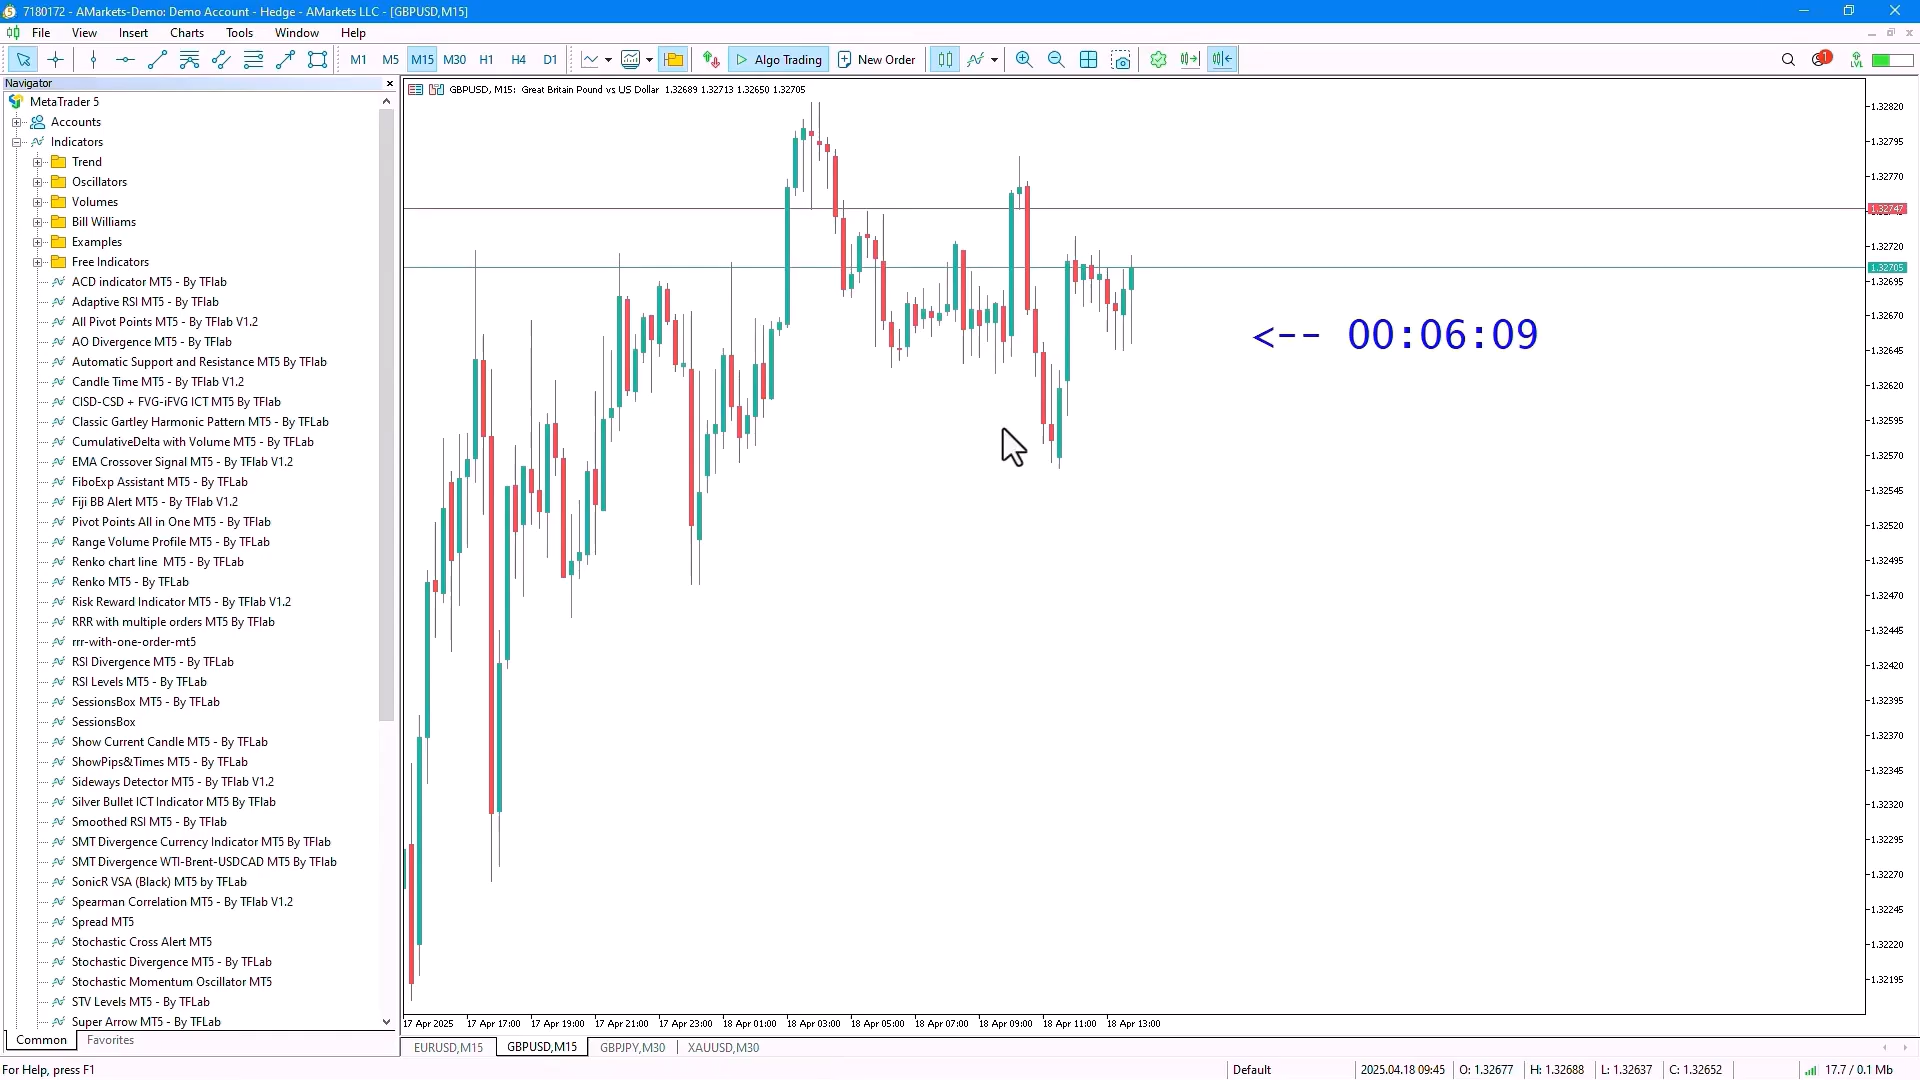 7180172 - AMarkets-Demo: Demo Account - Hedge - AMarkets LLC - [GBPUSD,M15]
File View Insert Charts Tools Window Help
M1 M5 M15 M30 H1 H4 D1 Algo Trading New Order 1 LVL
Navigator
MetaTrader 5
Accounts
Indicators
Trend
Oscillators
Volumes
Bill Williams
Examples
Free Indicators
ACD indicator MT5 - By TFlab
Adaptive RSI MT5 - By TFlab
All Pivot Points MT5 - By TFlab V1.2
AO Divergence MT5 - By TFLab
Automatic Support and Resistance MT5 By TFlab
Candle Time MT5 - By TFlab V1.2
CISD-CSD + FVG-iFVG ICT MT5 By TFlab
Classic Gartley Harmonic Pattern MT5 - By TFLab
CumulativeDelta with Volume MT5 - By TFLab
EMA Crossover Signal MT5 - By TFlab V1.2
FiboExp Assistant MT5 - By TFLab
Fiji BB Alert MT5 - By TFlab V1.2
Pivot Points All in One MT5 - By TFlab
Range Volume Profile MT5 - By TFLab
Renko chart line  MT5 - By TFLab
Renko MT5 - By TFLab
Risk Reward Indicator MT5 - By TFLab V1.2
RRR with multiple orders MT5 By TFlab
rrr-with-one-order-mt5
RSI Divergence MT5 - By TFLab
RSI Levels MT5 - By TFLab
SessionsBox MT5 - By TFLab
SessionsBox
Show Current Candle MT5 - By TFLab
ShowPips&Times MT5 - By TFLab
Sideways Detector MT5 - By TFlab V1.2
Silver Bullet ICT Indicator MT5 By TFlab
Smoothed RSI MT5 - By TFlab
SMT Divergence Currency Indicator MT5 By TFlab
SMT Divergence WTI-Brent-USDCAD MT5 By TFlab
SonicR VSA (Black) MT5 by TFLab
Spearman Correlation MT5 - By TFlab V1.2
Spread MT5
Stochastic Cross Alert MT5
Stochastic Divergence MT5 - By TFLab
Stochastic Momentum Oscillator MT5
STV Levels MT5 - By TFLab
Super Arrow MT5 - By TFLab
Common Favorites
GBPUSD, M15: Great Britain Pound vs US Dollar 1.32689 1.32713 1.32650 1.32705
<-- 00:06:09
1.32820
1.32795
1.32770
1.32747
1.32720
1.32705
1.32695
1.32670
1.32645
1.32620
1.32595
1.32570
1.32545
1.32520
1.32495
1.32470
1.32445
1.32420
1.32395
1.32370
1.32345
1.32320
1.32295
1.32270
1.32245
1.32220
1.32195
17 Apr 2025 17 Apr 17:00 17 Apr 19:00 17 Apr 21:00 17 Apr 23:00 18 Apr 01:00 18 Apr 03:00 18 Apr 05:00 18 Apr 07:00 18 Apr 09:00 18 Apr 11:00 18 Apr 13:00
EURUSD,M15 GBPUSD,M15 GBPJPY,M30 XAUUSD,M30
For Help, press F1 Default 2025.04.18 09:45 O: 1.32677 H: 1.32688 L: 1.32637 C: 1.32652 17.7 / 0.1 Mb